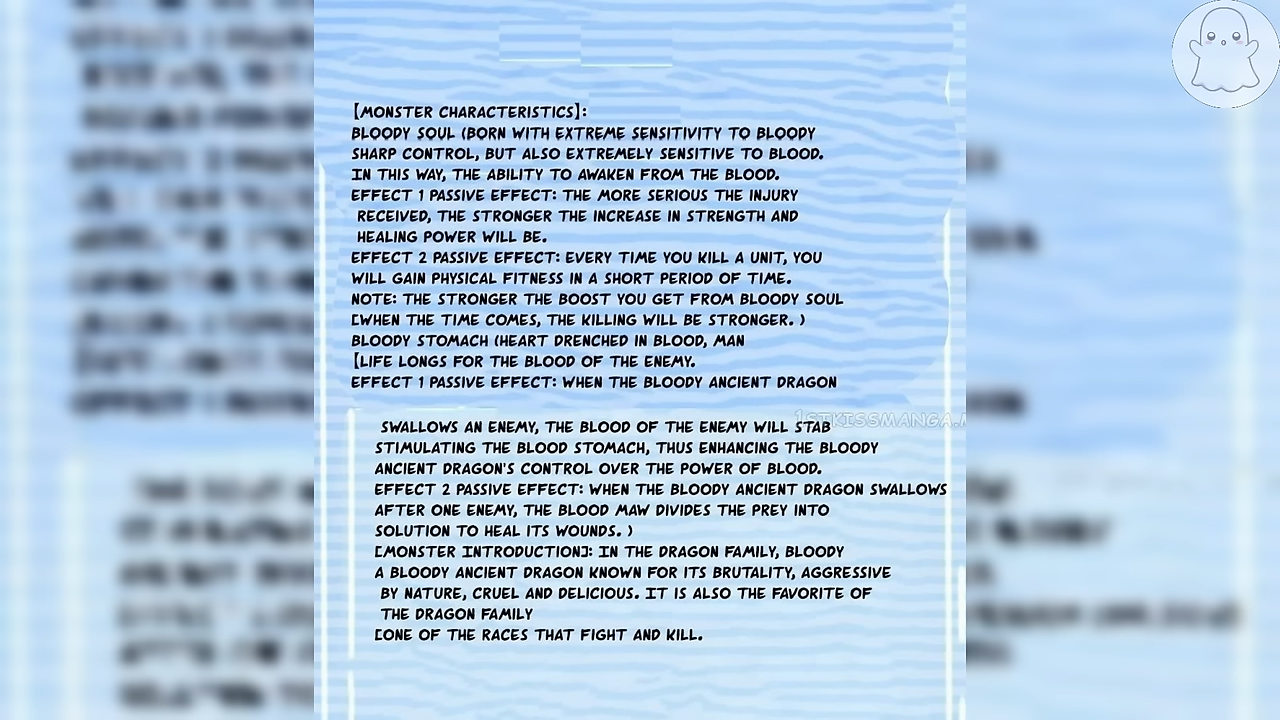 [MONSTER CHARACTERISTICS]:
BLOODY SOUL (BORN WITH EXTREME SENSITIVITY TO BLOODY
SHARP CONTROL, BUT ALSO EXTREMELY SENSITIVE TO BLOOD.
IN THIS WAY, THE ABILITY TO AWAKEN FROM THE BLOOD.
EFFECT 1 PASSIVE EFFECT: THE MORE SERIOUS THE INJURY
RECEIVED, THE STRONGER THE INCREASE IN STRENGTH AND
HEALING POWER WILL BE.
EFFECT 2 PASSIVE EFFECT: EVERY TIME YOU KILL A UNIT, YOU
WILL GAIN PHYSICAL FITNESS IN A SHORT PERIOD OF TIME.
NOTE: THE STRONGER THE BOOST YOU GET FROM BLOODY SOUL
[WHEN THE TIME COMES, THE KILLING WILL BE STRONGER. )
BLOODY STOMACH (HEART DRENCHED IN BLOOD, MAN
[LIFE LONGS FOR THE BLOOD OF THE ENEMY.
EFFECT 1 PASSIVE EFFECT: WHEN THE BLOODY ANCIENT DRAGON
1STKISSMANGA.
SWALLOWS AN ENEMY, THE BLOOD OF THE ENEMY WILL STAB
STIMULATING THE BLOOD STOMACH, THUS ENHANCING THE BLOODY
ANCIENT DRAGON'S CONTROL OVER THE POWER OF BLOOD.
EFFECT 2 PASSIVE EFFECT: WHEN THE BLOODY ANCIENT DRAGON SWALLOWS
AFTER ONE ENEMY, THE BLOOD MAW DIVIDES THE PREY INTO
SOLUTION TO HEAL ITS WOUNDS. )
[MONSTER INTRODUCTION]: IN THE DRAGON FAMILY, BLOODY
A BLOODY ANCIENT DRAGON KNOWN FOR ITS BRUTALITY, AGGRESSIVE
BY NATURE, CRUEL AND DELICIOUS. IT IS ALSO THE FAVORITE OF
THE DRAGON FAMILY
[ONE OF THE RACES THAT FIGHT AND KILL.